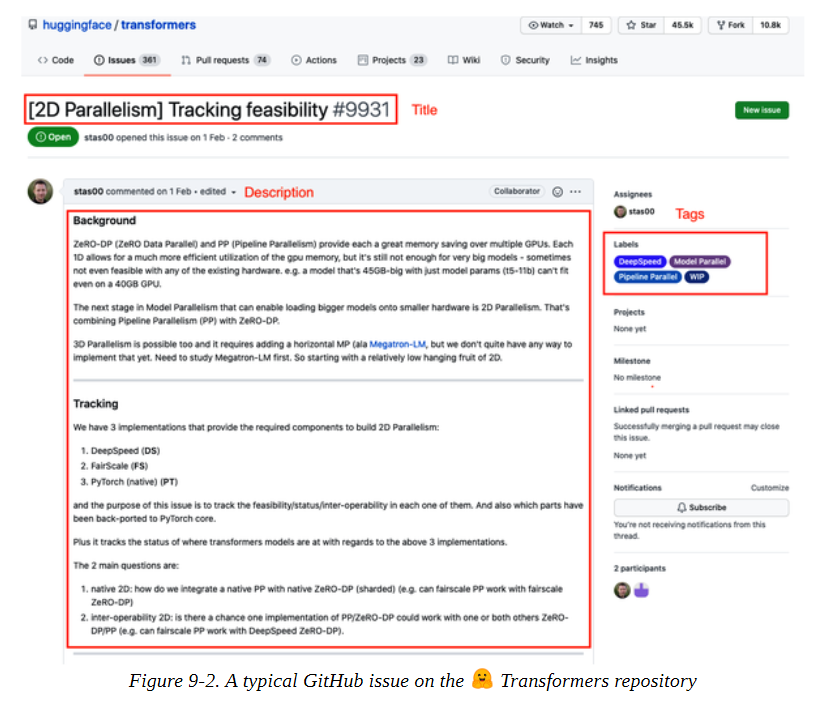 huggingface / transformers
Watch 745 Star 45.5k Fork 10.8k
Code Issues 361 Pull requests 74 Actions Projects 23 Wiki Security Insights
[2D Parallelism] Tracking feasibility #9931 Title
New issue
Open stas00 opened this issue on 1 Feb · 2 comments
stas00 commented on 1 Feb • edited Description
Collaborator
Background
ZeRO-DP (ZeRO Data Parallel) and PP (Pipeline Parallelism) provide each a great memory saving over multiple GPUs. Each
1D allows for a much more efficient utilization of the gpu memory, but it's still not enough for very big models - sometimes
not even feasible with any of the existing hardware. e.g. a model that's 45GB-big with just model params (t5-11b) can't fit
even on a 40GB GPU.
The next stage in Model Parallelism that can enable loading bigger models onto smaller hardware is 2D Parallelism. That's
combining Pipeline Parallelism (PP) with ZeRO-DP.
3D Parallelism is possible too and it requires adding a horizontal MP (ala Megatron-LM, but we don't quite have any way to
implement that yet. Need to study Megatron-LM first. So starting with a relatively low hanging fruit of 2D.
Tracking
We have 3 implementations that provide the required components to build 2D Parallelism:
1. DeepSpeed (DS)
2. FairScale (FS)
3. PyTorch (native) (PT)
and the purpose of this issue is to track the feasibility/status/inter-operability in each one of them. And also which parts have
been back-ported to PyTorch core.
Plus it tracks the status of where transformers models are at with regards to the above 3 implementations.
The 2 main questions are:
1. native 2D: how do we integrate a native PP with native ZeRO-DP (sharded) (e.g. can fairscale PP work with fairscale
ZeRO-DP)
2. inter-operability 2D: is there a chance one implementation of PP/ZeRO-DP could work with one or both others ZeRO-
DP/PP (e.g. can fairscale PP work with DeepSpeed ZeRO-DP).
Assignees
stas00
Tags
Labels
DeepSpeed Model Parallel
Pipeline Parallel WIP
Projects
None yet
Milestone
No milestone
Linked pull requests
Successfully merging a pull request may close
this issue.
None yet
Notifications Customize
Subscribe
You're not receiving notifications from this
thread.
2 participants
Figure 9-2. A typical GitHub issue on the 🤗 Transformers repository